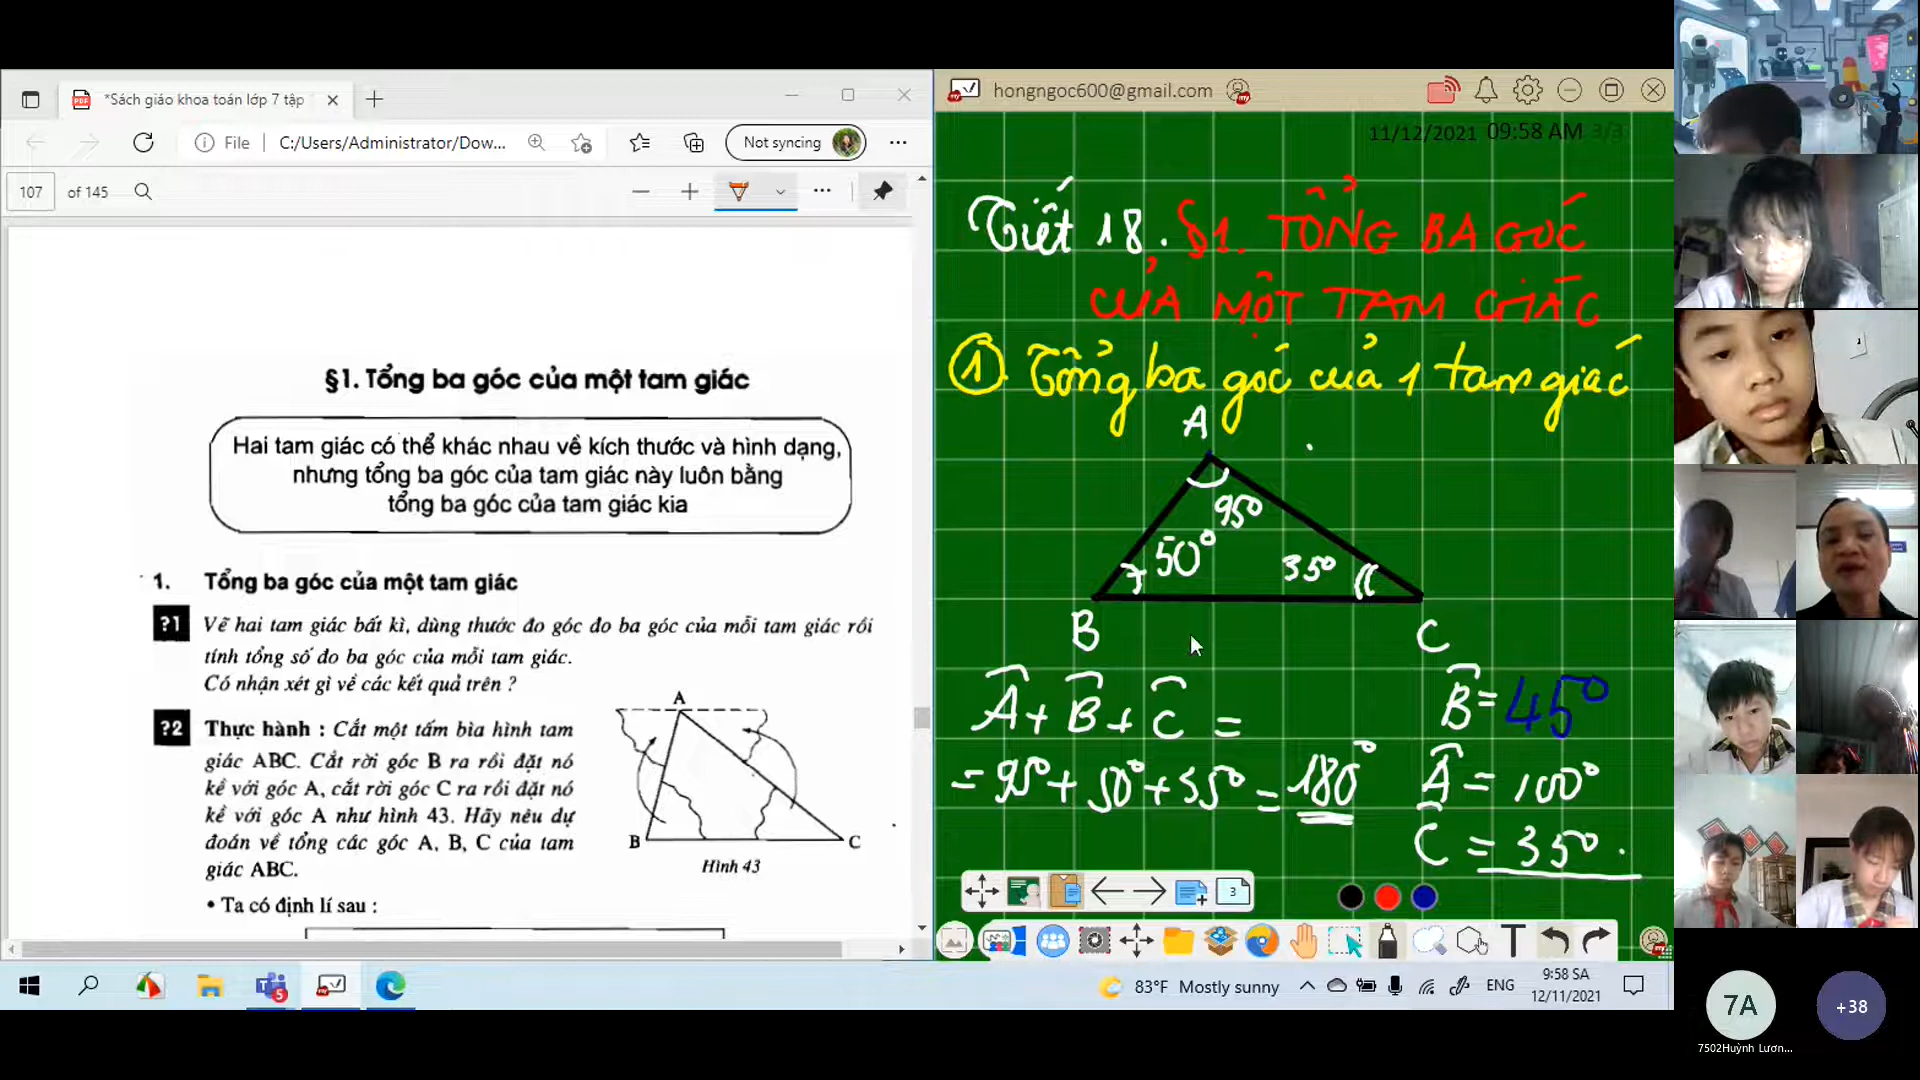 *Sách giáo khoa toán lớp 7 tập
File
C:/Users/Administrator/Dow...
Not syncing
107 of 145
§1. Tổng ba góc của một tam giác
Hai tam giác có thể khác nhau về kích thước và hình dạng,
nhưng tổng ba góc của tam giác này luôn bằng
tổng ba góc của tam giác kia
1. Tổng ba góc của một tam giác
?1 Vẽ hai tam giác bất kì, dùng thước đo góc đo ba góc của mỗi tam giác rồi
tính tổng số đo ba góc của mỗi tam giác.
Có nhận xét gì về các kết quả trên ?
?2 Thực hành : Cắt một tấm bìa hình tam
giác ABC. Cắt rời góc B ra rồi đặt nó
kề với góc A, cắt rời góc C ra rồi đặt nó
kề với góc A như hình 43. Hãy nêu dự
đoán về tổng các góc A, B, C của tam
giác ABC.
A
B
C
Hình 43
• Ta có định lí sau :
hongngoc600@gmail.com
11/12/2021 09:58 AM 3/3
Tiết 18. §1. TỔNG BA GÓC
CỦA MỘT TAM GIÁC
① Tổng ba góc của 1 tam giác
A
95°
50°
35°
B
C
Â + B̂ + Ĉ =
= 95° + 50° + 35° = 180°
B̂ = 45°
Â = 100°
Ĉ = 35°.
3
T
5
83°F Mostly sunny
ENG
9:58 SA
12/11/2021
7A
+38
7502Huỳnh Lươn...